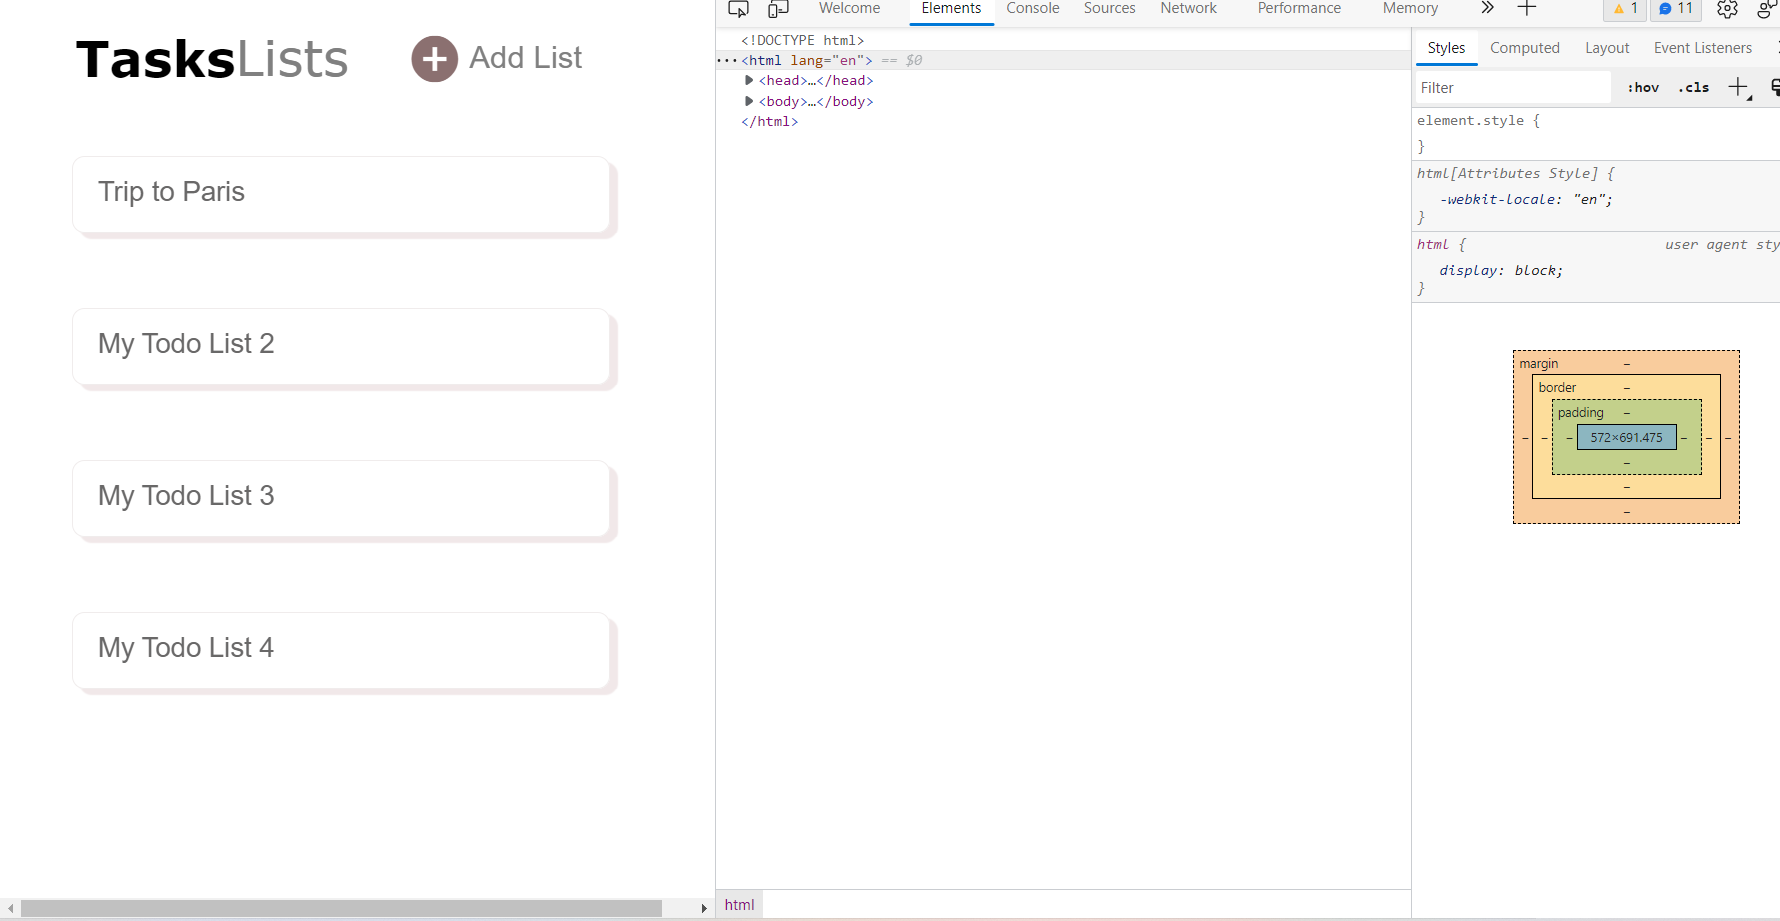 TasksLists
Add List
Trip to Paris
My Todo List 2
My Todo List 3
My Todo List 4
Welcome Elements Console Sources Network Performance Memory 1 11
<!DOCTYPE html>
···<html lang="en"> == $0
<head>…</head>
<body>…</body>
</html>
html
Styles Computed Layout Event Listeners
Filter :hov .cls
element.style {
}
html[Attributes Style] {
-webkit-locale: "en";
}
html { user agent sty
display: block;
}
margin –
border –
padding –
– – – 572×691.475 – – –
–
–
–